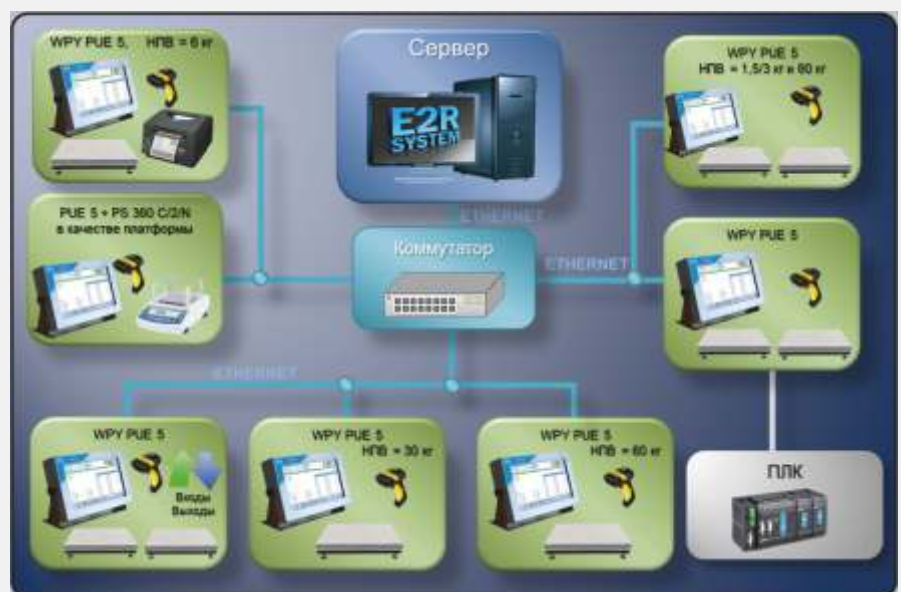 WPY PUE 5, НПВ = 6 кг
Сервер
E2R
SYSTEM
WPY PUE 5
НПВ = 1,5/3 кг и 60 кг
ETHERNET
PUE 5 + PS 360 C/2/N
в качестве платформы
Коммутатор
ETHERNET
WPY PUE 5
ETHERNET
WPY PUE 5
Входы
Выходы
WPY PUE 5
НПВ = 30 кг
WPY PUE 5
НПВ = 60 кг
ПЛК